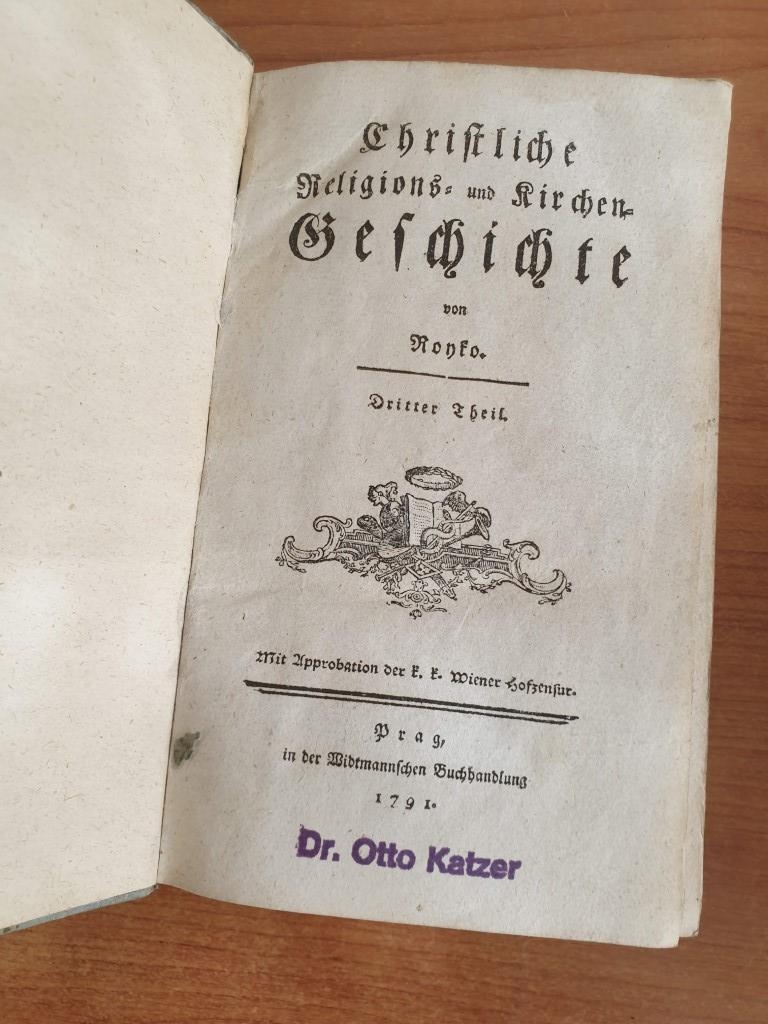 Christliche
Religions- und Kirchen-
Geschichte
von
Royko.
Dritter Theil.
Mit Approbation der k. k. Wiener Hofzensur.
Prag,
in der Widtmannschen Buchhandlung
1791.
Dr. Otto Katzer